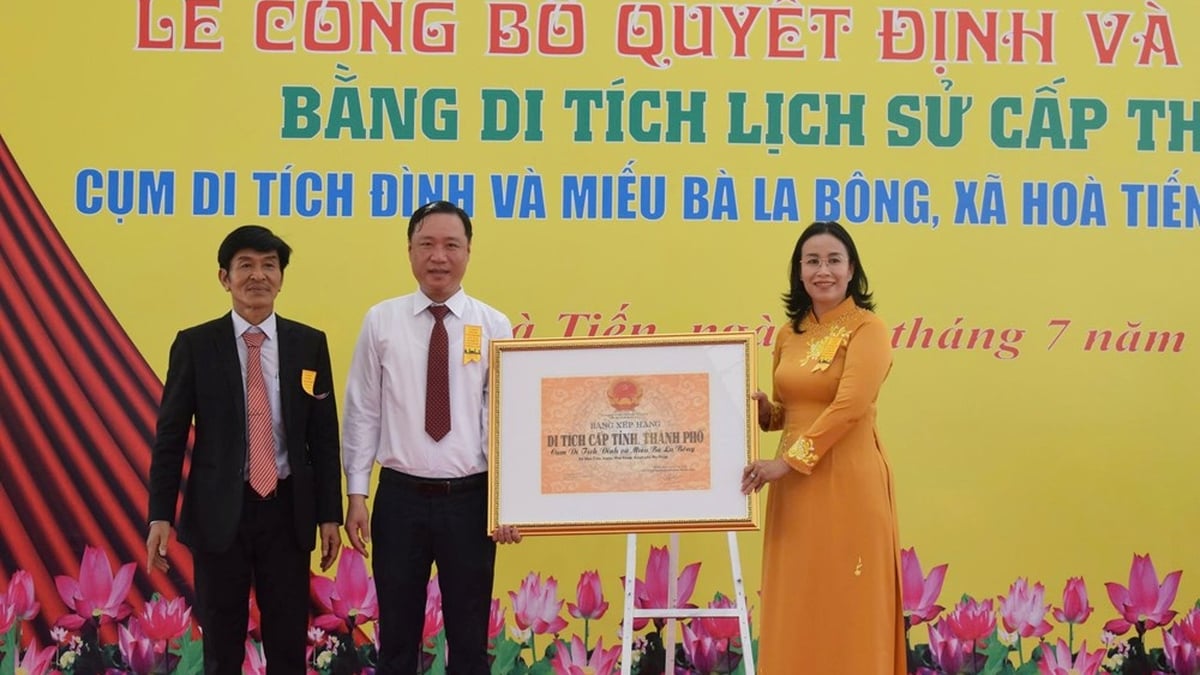 LỄ CÔNG BỐ QUYẾT ĐỊNH VÀ
BẰNG DI TÍCH LỊCH SỬ CẤP TH
CỤM DI TÍCH ĐÌNH VÀ MIẾU BÀ LA BÔNG, XÃ HOÀ TIẾN
Tiến, ngày tháng 7 năm
BẰNG XẾP HẠNG
DI TÍCH CẤP TỈNH, THÀNH PHỐ
Cụm Di Tích Đình và Miếu Bà La Bông